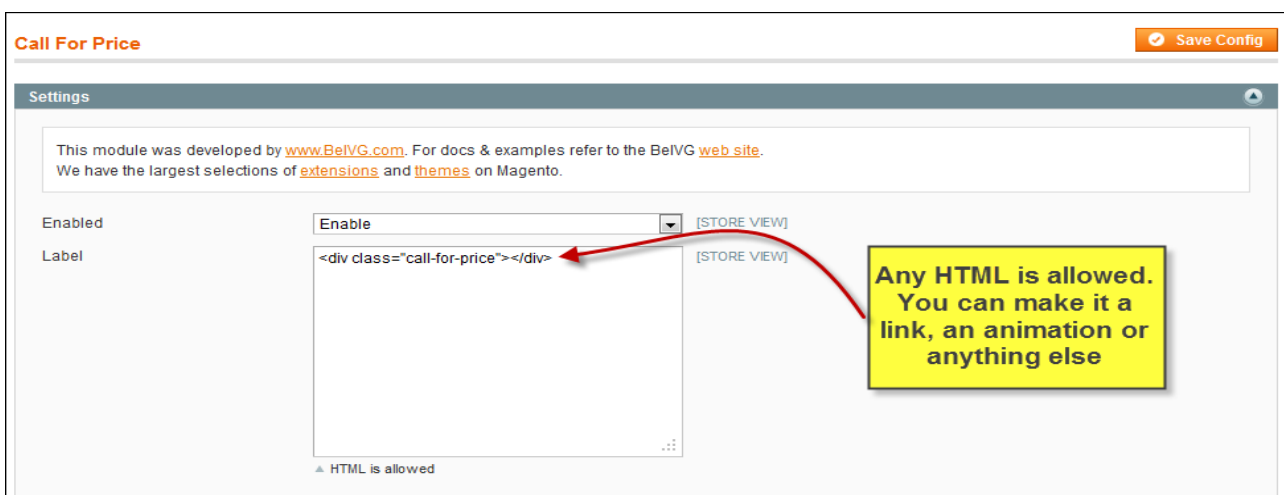 Call For Price
Save Config
Settings
This module was developed by www.BelVG.com. For docs & examples refer to the BelVG web site.
We have the largest selections of extensions and themes on Magento.
Enabled
Enable
[STORE VIEW]
Label
<div class="call-for-price"></div>
[STORE VIEW]
Any HTML is allowed.
You can make it a
link, an animation or
anything else
HTML is allowed